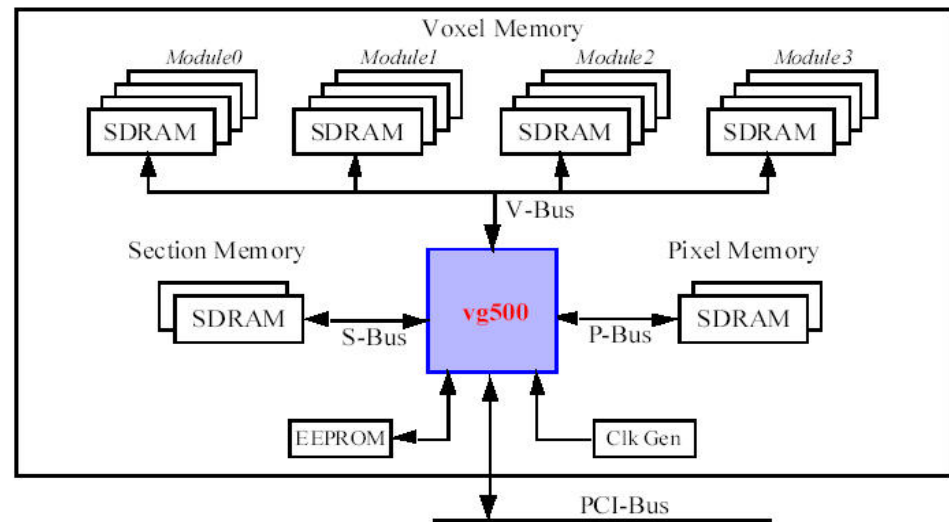 Voxel Memory
Module0 Module1 Module2 Module3
SDRAM SDRAM SDRAM SDRAM
V-Bus
Section Memory Pixel Memory
SDRAM vg500 SDRAM
S-Bus P-Bus
EEPROM Clk Gen
PCI-Bus